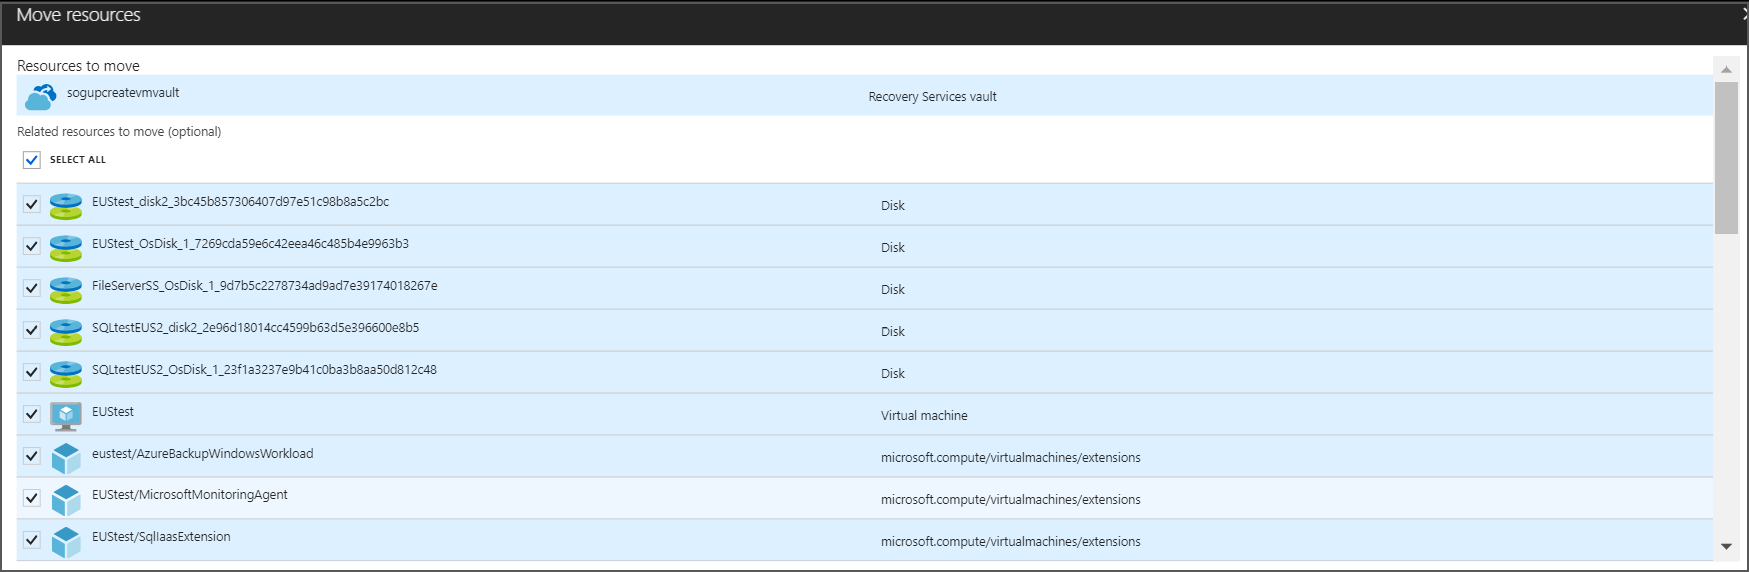 Move resources
Resources to move
sogupcreatevmvault Recovery Services vault
Related resources to move (optional)
SELECT ALL
EUStest_disk2_3bc45b857306407d97e51c98b8a5c2bc Disk
EUStest_OsDisk_1_7269cda59e6c42eea46c485b4e9963b3 Disk
FileServerSS_OsDisk_1_9d7b5c2278734ad9ad7e39174018267e Disk
SQLtestEUS2_disk2_2e96d18014cc4599b63d5e396600e8b5 Disk
SQLtestEUS2_OsDisk_1_23f1a3237e9b41c0ba3b8aa50d812c48 Disk
EUStest Virtual machine
eustest/AzureBackupWindowsWorkload microsoft.compute/virtualmachines/extensions
EUStest/MicrosoftMonitoringAgent microsoft.compute/virtualmachines/extensions
EUStest/SqlIaasExtension microsoft.compute/virtualmachines/extensions